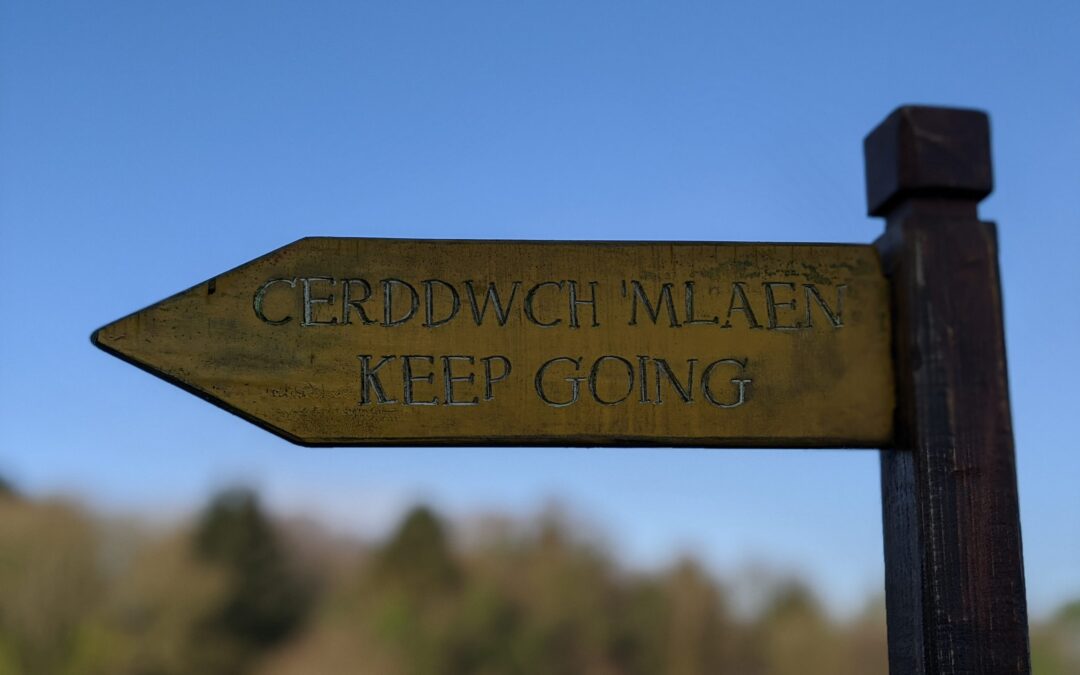 CERDDWCH 'MLAEN
KEEP GOING